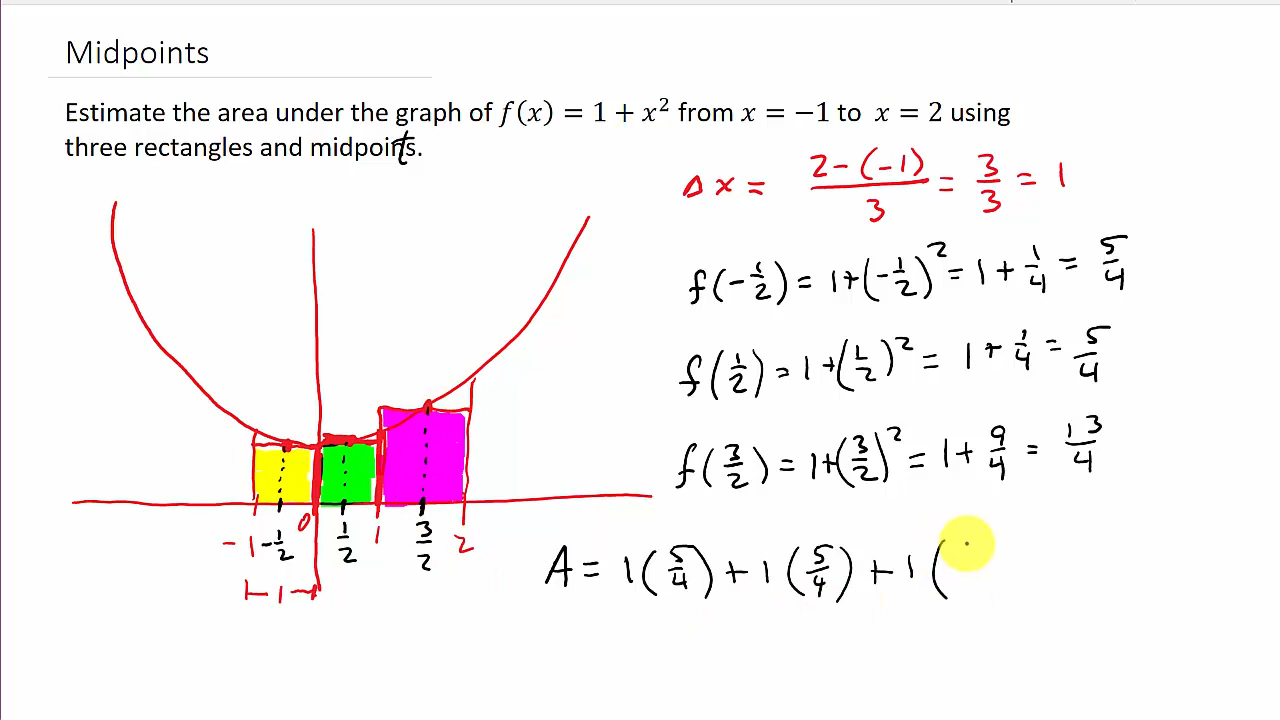 Midpoints
Estimate the area under the graph of f(x) = 1 + x² from x = −1 to x = 2 using
three rectangles and midpoints.
Δx = (2-(-1))/3 = 3/3 = 1
f(-1/2) = 1+(-1/2)² = 1 + 1/4 = 5/4
f(1/2) = 1+(1/2)² = 1 + 1/4 = 5/4
f(3/2) = 1+(3/2)² = 1 + 9/4 = 13/4
-1 -1/2 0 1/2 1 3/2 2
1
A = 1(5/4) + 1(5/4) + 1(